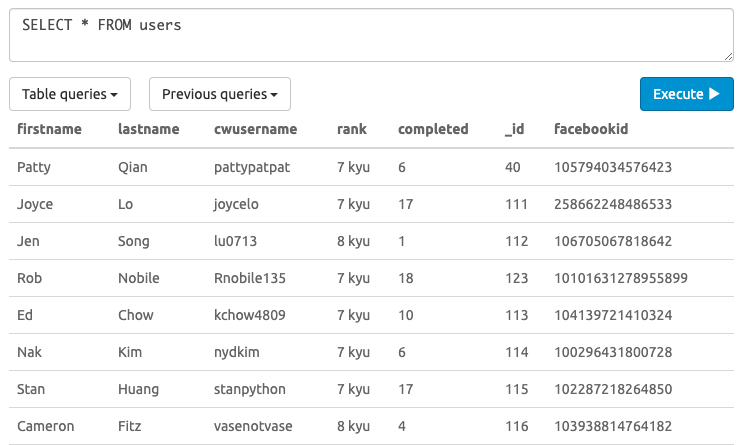 SELECT * FROM users
Table queries Previous queries Execute
firstname lastname cwusername rank completed _id facebookid
Patty Qian pattypatpat 7 kyu 6 40 105794034576423
Joyce Lo joycelo 7 kyu 17 111 258662248486533
Jen Song lu0713 8 kyu 1 112 106705067818642
Rob Nobile Rnobile135 7 kyu 18 123 10101631278955899
Ed Chow kchow4809 7 kyu 10 113 104139721410324
Nak Kim nydkim 7 kyu 6 114 100296431800728
Stan Huang stanpython 7 kyu 17 115 102287218264850
Cameron Fitz vasenotvase 8 kyu 4 116 103938814764182